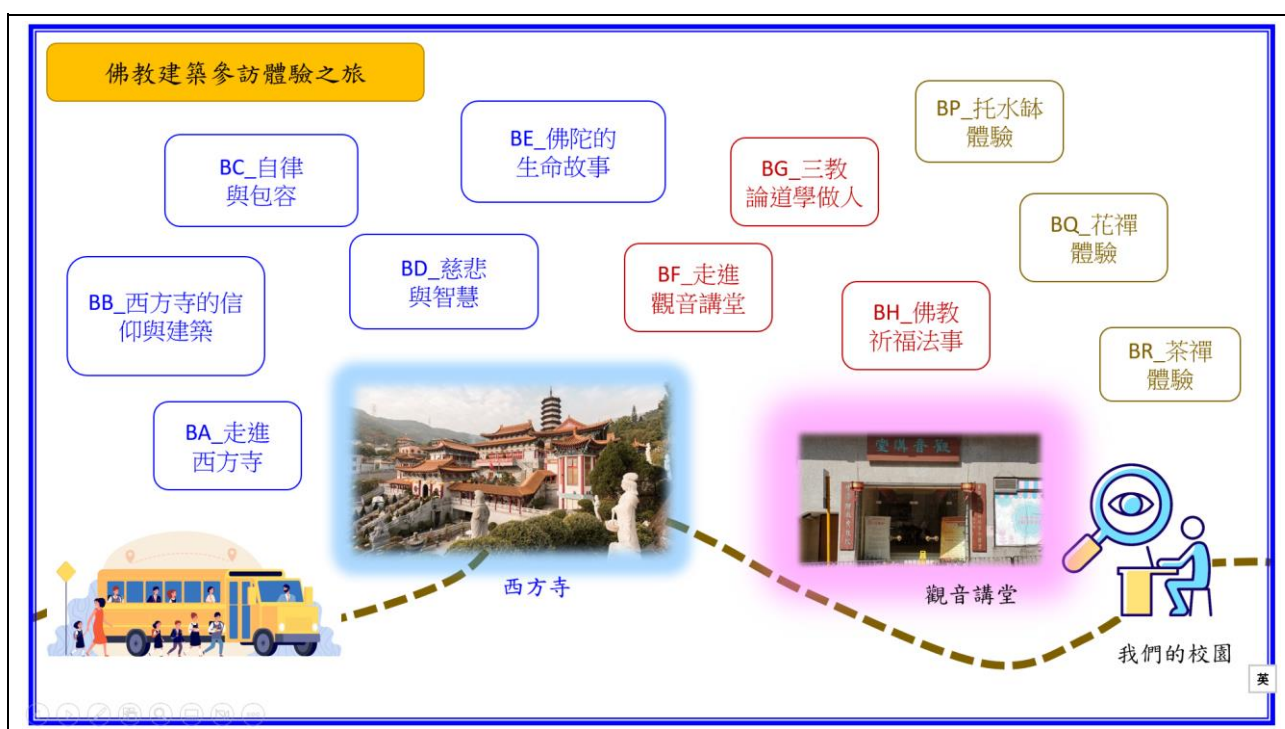 佛教建築參訪體驗之旅
BA_走進
西方寺
BB_西方寺的信
仰與建築
BC_自律
與包容
BD_慈悲
與智慧
BE_佛陀的
生命故事
BF_走進
觀音講堂
BG_三教
論道學做人
BH_佛教
祈福法事
BP_托水缽
體驗
BQ_花禪
體驗
BR_茶禪
體驗
堂講音觀
西方寺
觀音講堂
我們的校園
英